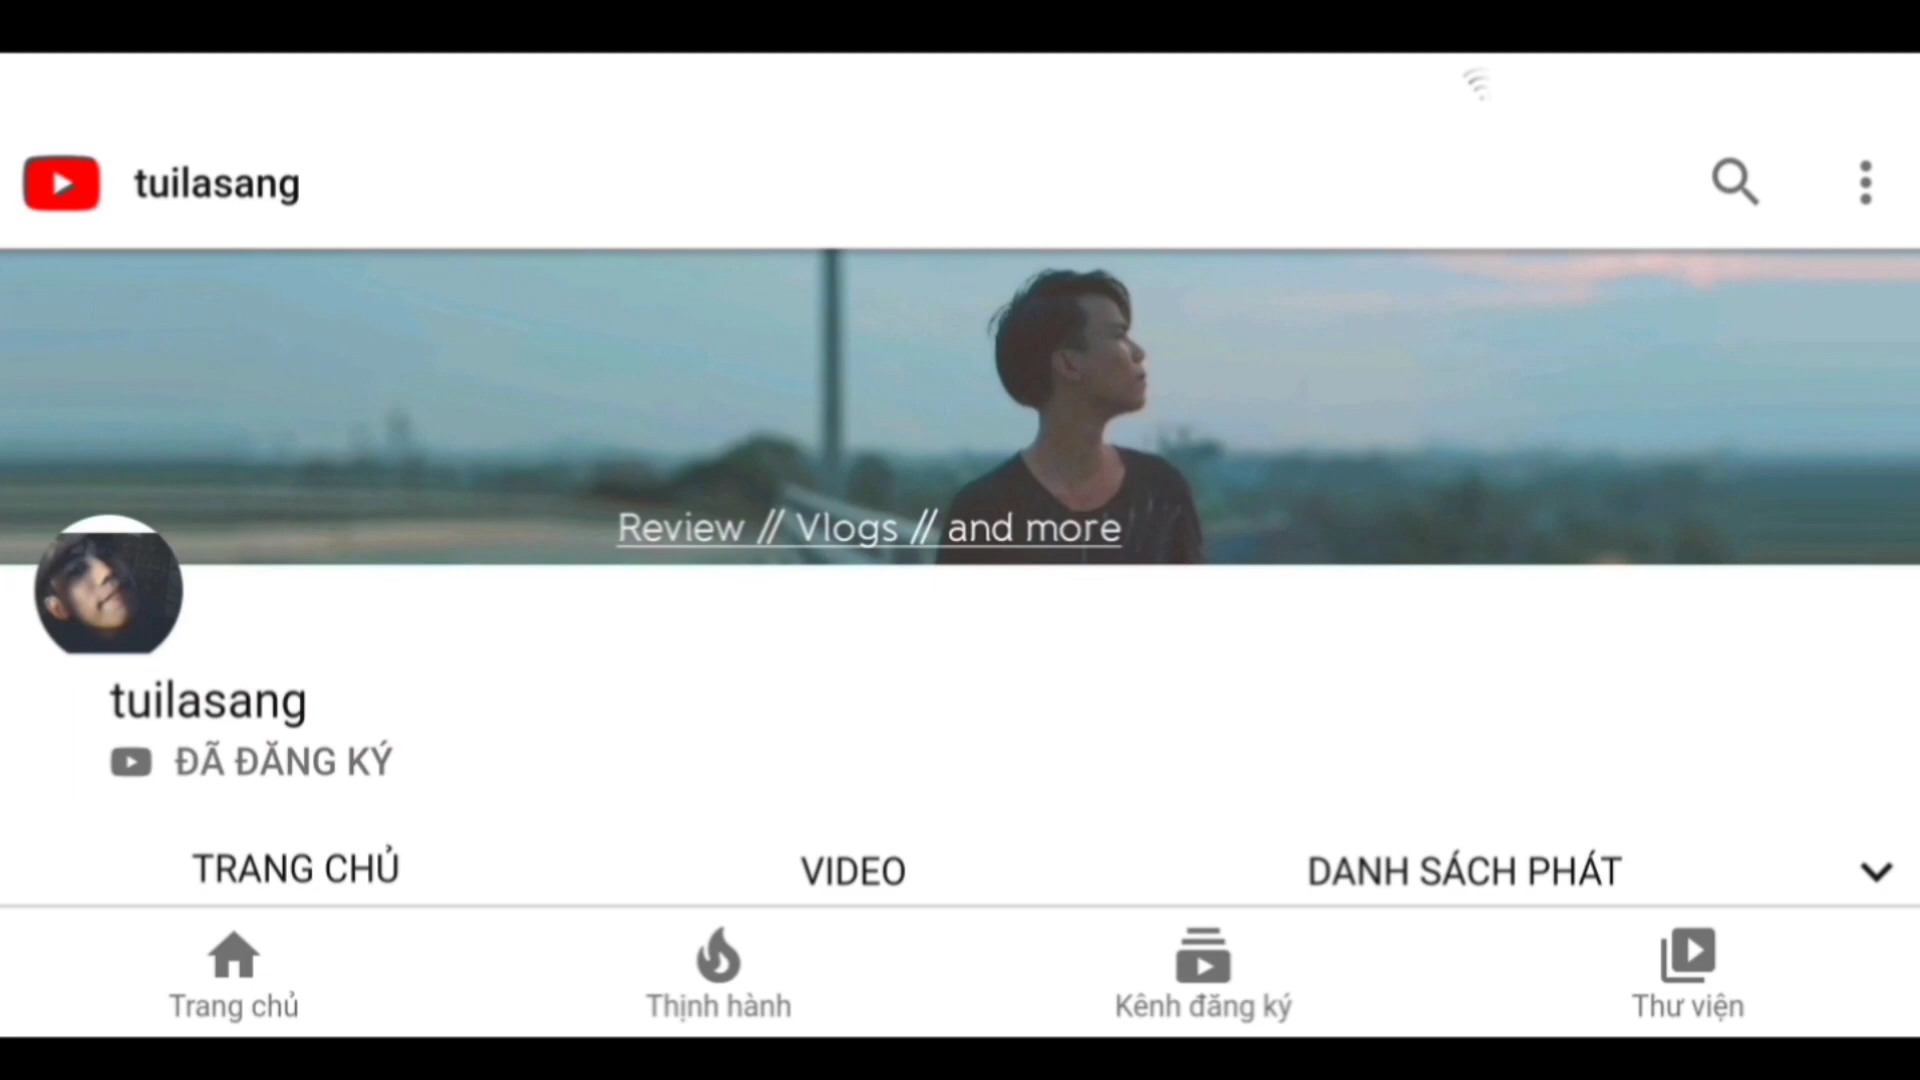 tuilasang
Review // Vlogs // and more
tuilasang
ĐÃ ĐĂNG KÝ
TRANG CHỦ
VIDEO
DANH SÁCH PHÁT
Trang chủ
Thịnh hành
Kênh đăng ký
Thư viện